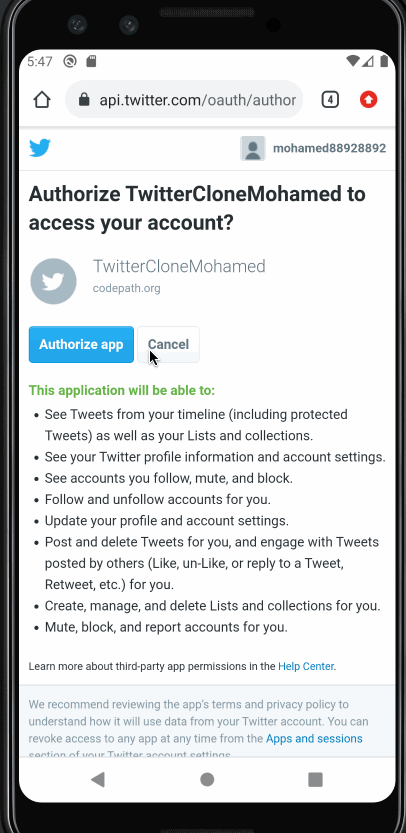 5:47
api.twitter.com/oauth/author
4
mohamed88928892
Authorize TwitterCloneMohamed to
access your account?
TwitterCloneMohamed
codepath.org
Authorize app
Cancel
This application will be able to:
• See Tweets from your timeline (including protected
Tweets) as well as your Lists and collections.
• See your Twitter profile information and account settings.
• See accounts you follow, mute, and block.
• Follow and unfollow accounts for you.
• Update your profile and account settings.
• Post and delete Tweets for you, and engage with Tweets
posted by others (Like, un-Like, or reply to a Tweet,
Retweet, etc.) for you.
• Create, manage, and delete Lists and collections for you.
• Mute, block, and report accounts for you.
Learn more about third-party app permissions in the Help Center.
We recommend reviewing the app's terms and privacy policy to
understand how it will use data from your Twitter account. You can
revoke access to any app at any time from the Apps and sessions
section of your Twitter account settings.